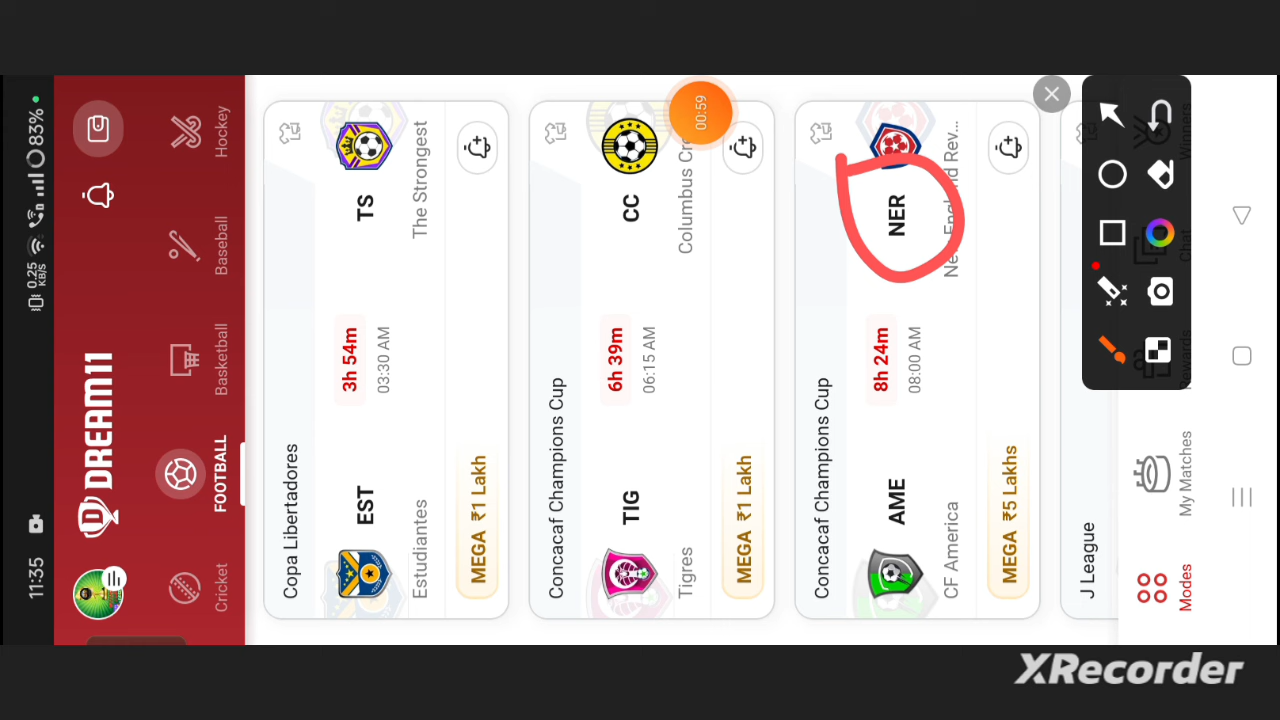 11:35
0.25 KB/S
83%
DREAM11
Cricket
FOOTBALL
Basketball
Baseball
Hockey
Copa Libertadores
EST
3h 54m
TS
03:30 AM
Estudiantes
The Strongest
MEGA ₹1 Lakh
Concacaf Champions Cup
TIG
6h 39m
CC
06:15 AM
Tigres
Columbus Cr
MEGA ₹1 Lakh
00:59
Concacaf Champions Cup
AME
8h 24m
NER
08:00 AM
CF America
New England Rev...
MEGA ₹5 Lakhs
J League
Modes
My Matches
Rewards
Chat
Winners
XRecorder